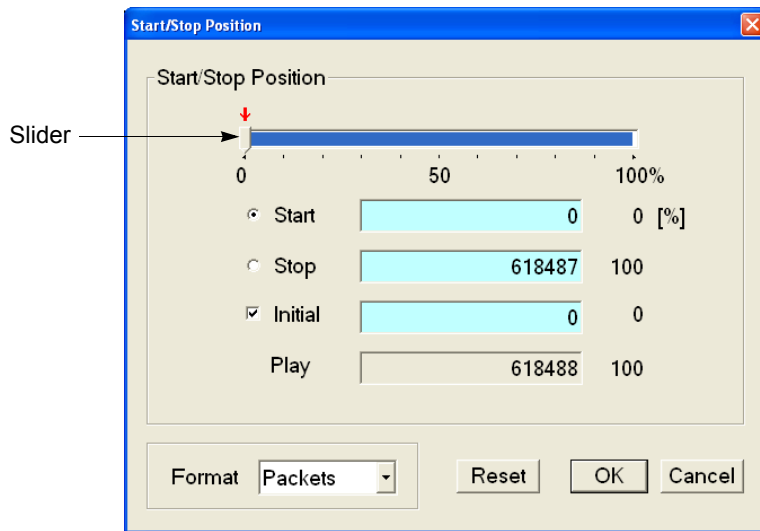 Start/Stop Position
Start/Stop Position
Slider
0 50 100%
Start 0 0 [%]
Stop 618487 100
Initial 0 0
Play 618488 100
Format Packets Reset OK Cancel